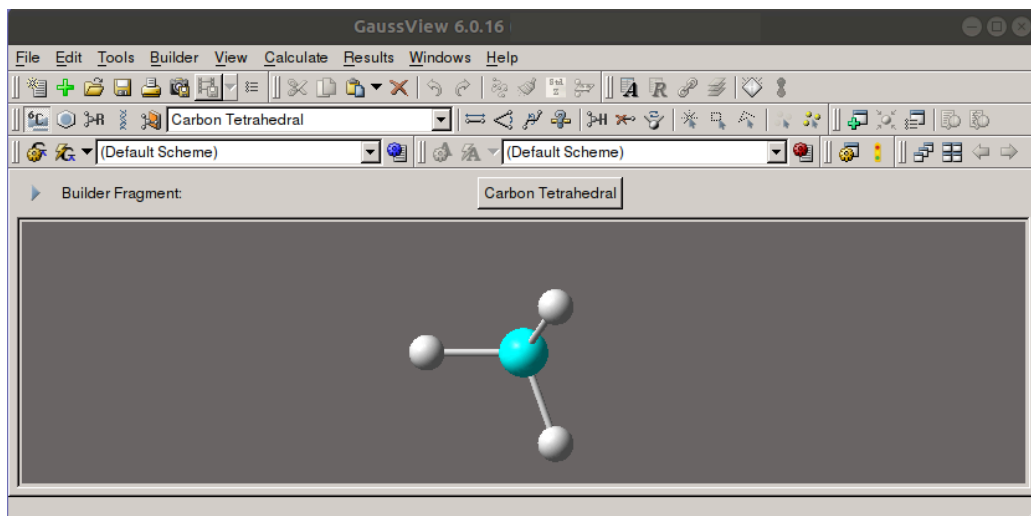 GaussView 6.0.16
File Edit Tools Builder View Calculate Results Windows Help
Carbon Tetrahedral
(Default Scheme) (Default Scheme)
Builder Fragment: Carbon Tetrahedral